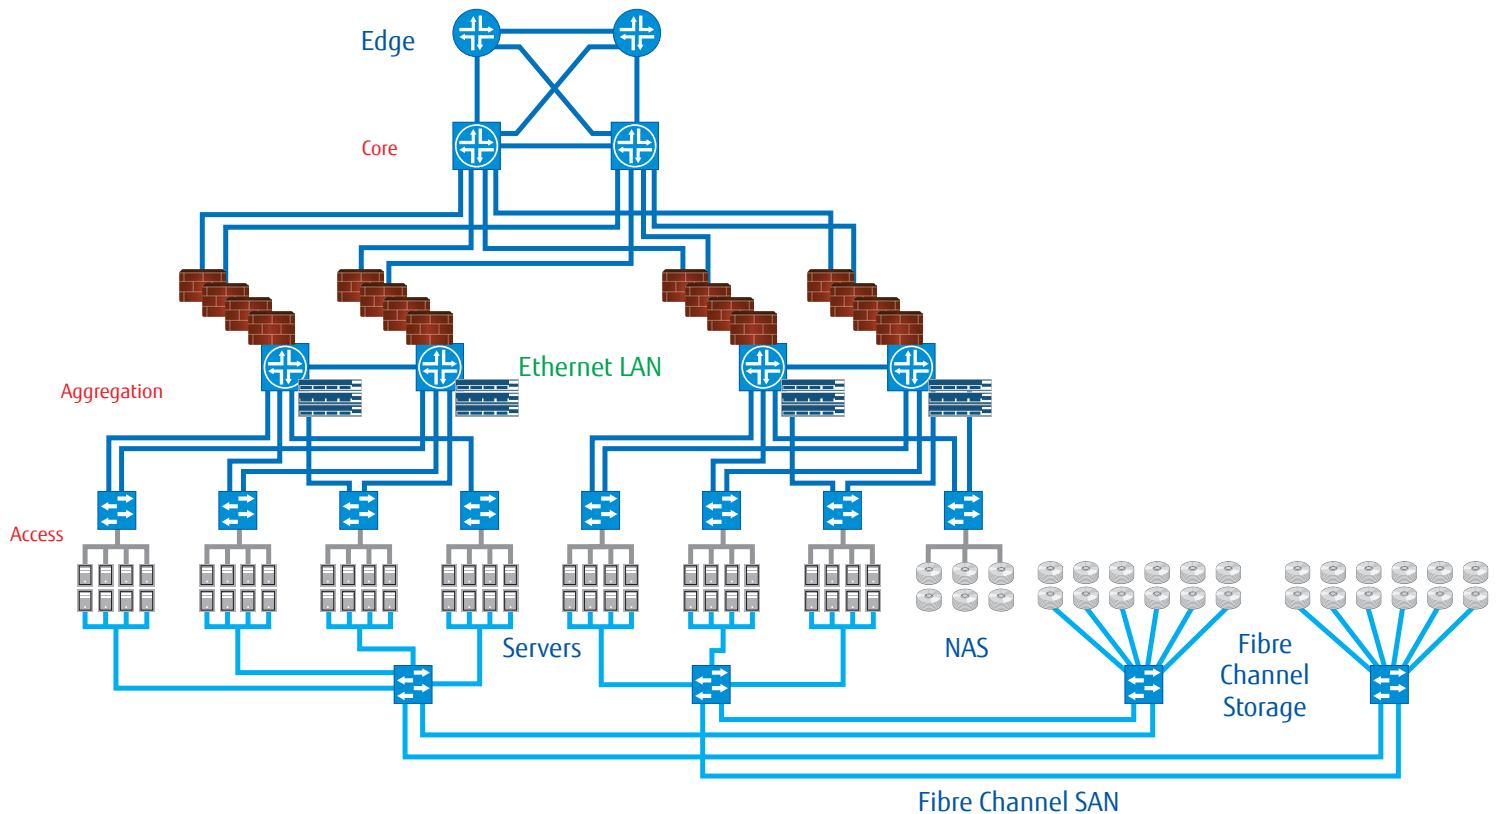 Edge
Core
Ethernet LAN
Aggregation
Access
Servers
NAS
Fibre
Channel
Storage
Fibre Channel SAN